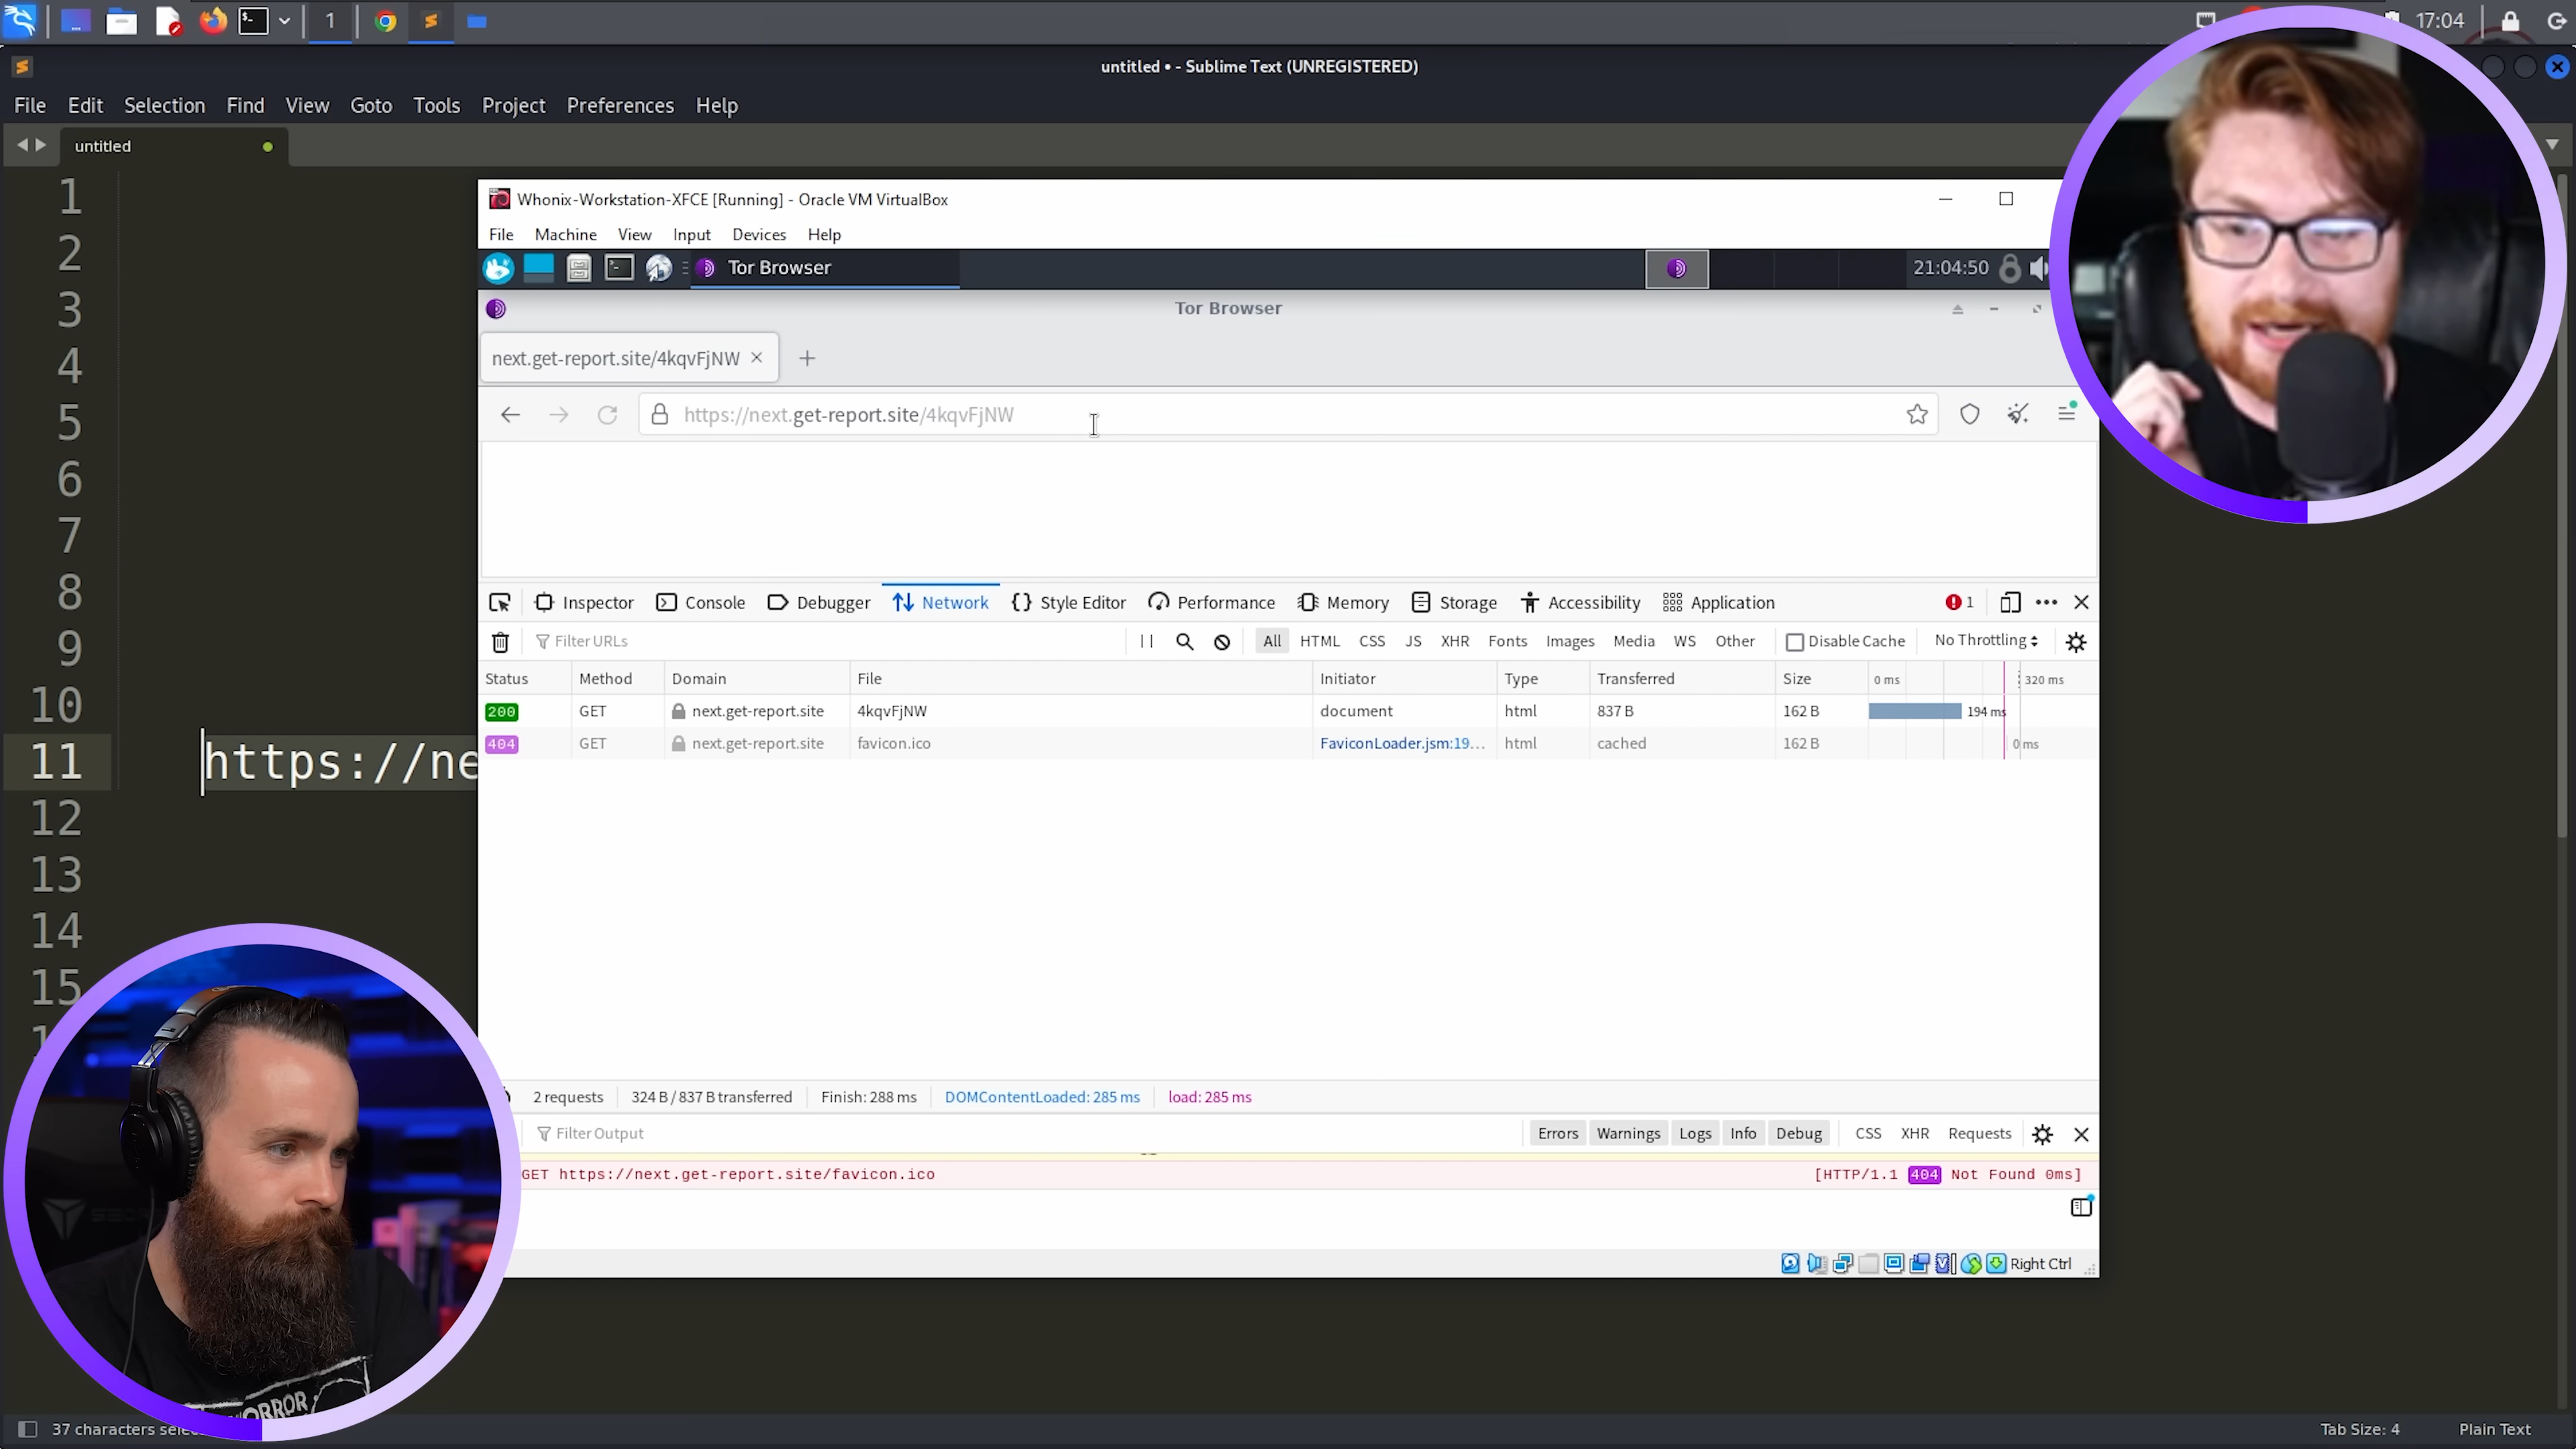 1
17:04
untitled • - Sublime Text (UNREGISTERED)
File Edit Selection Find View Goto Tools Project Preferences Help
untitled
1
2
3
4
5
6
7
8
9
10
11 https://ne
12
13
14
15
Whonix-Workstation-XFCE [Running] - Oracle VM VirtualBox
File Machine View Input Devices Help
Tor Browser 21:04:50
Tor Browser
next.get-report.site/4kqvFjNW
https://next.get-report.site/4kqvFjNW
Inspector Console Debugger Network Style Editor Performance Memory Storage Accessibility Application 1
Filter URLs All HTML CSS JS XHR Fonts Images Media WS Other Disable Cache No Throttling
Status Method Domain File Initiator Type Transferred Size 0 ms 320 ms
200 GET next.get-report.site 4kqvFjNW document html 837 B 162 B 194 ms
404 GET next.get-report.site favicon.ico FaviconLoader.jsm:19... html cached 162 B 0 ms
2 requests 324 B / 837 B transferred Finish: 288 ms DOMContentLoaded: 285 ms load: 285 ms
Filter Output Errors Warnings Logs Info Debug CSS XHR Requests
GET https://next.get-report.site/favicon.ico [HTTP/1.1 404 Not Found 0ms]
Right Ctrl
37 characters Tab Size: 4 Plain Text